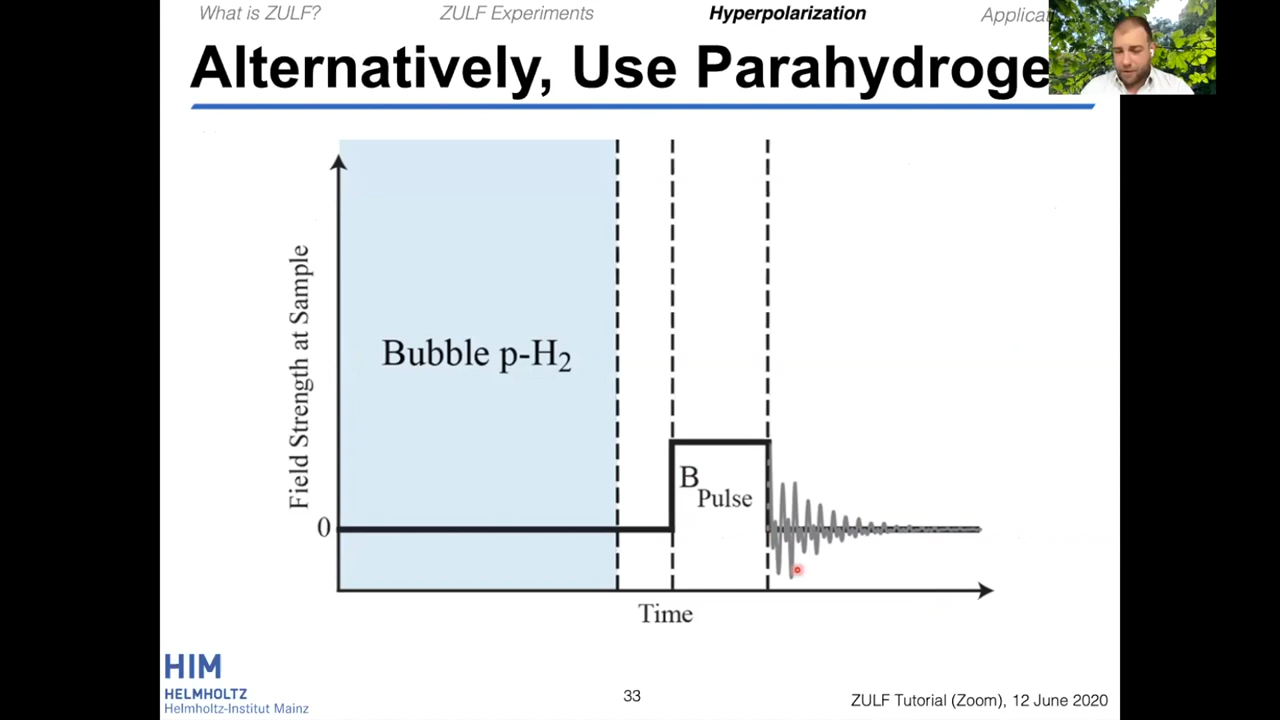 What is ZULF? ZULF Experiments Hyperpolarization Applicat
Alternatively, Use Parahydroge
Field Strength at Sample
Bubble p-H₂
B Pulse
0
Time
HIM
HELMHOLTZ
Helmholtz-Institut Mainz
33
ZULF Tutorial (Zoom), 12 June 2020